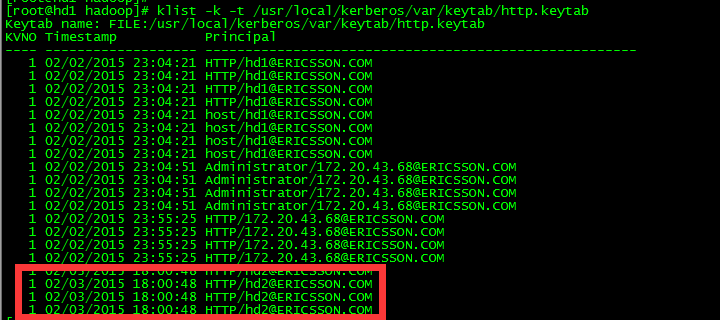 [root@hd1 hadoop]#
[root@hd1 hadoop]# klist -k -t /usr/local/kerberos/var/keytab/http.keytab
Keytab name: FILE:/usr/local/kerberos/var/keytab/http.keytab
KVNO Timestamp         Principal
---- ----------------- --------------------------------------------------------
   1 02/02/2015 23:04:21 HTTP/hd1@ERICSSON.COM
   1 02/02/2015 23:04:21 HTTP/hd1@ERICSSON.COM
   1 02/02/2015 23:04:21 HTTP/hd1@ERICSSON.COM
   1 02/02/2015 23:04:21 HTTP/hd1@ERICSSON.COM
   1 02/02/2015 23:04:21 host/hd1@ERICSSON.COM
   1 02/02/2015 23:04:21 host/hd1@ERICSSON.COM
   1 02/02/2015 23:04:21 host/hd1@ERICSSON.COM
   1 02/02/2015 23:04:21 host/hd1@ERICSSON.COM
   1 02/02/2015 23:04:51 Administrator/172.20.43.68@ERICSSON.COM
   1 02/02/2015 23:04:51 Administrator/172.20.43.68@ERICSSON.COM
   1 02/02/2015 23:04:51 Administrator/172.20.43.68@ERICSSON.COM
   1 02/02/2015 23:04:51 Administrator/172.20.43.68@ERICSSON.COM
   1 02/02/2015 23:55:25 HTTP/172.20.43.68@ERICSSON.COM
   1 02/02/2015 23:55:25 HTTP/172.20.43.68@ERICSSON.COM
   1 02/02/2015 23:55:25 HTTP/172.20.43.68@ERICSSON.COM
   1 02/02/2015 23:55:25 HTTP/172.20.43.68@ERICSSON.COM
   1 02/03/2015 18:00:48 HTTP/hd2@ERICSSON.COM
   1 02/03/2015 18:00:48 HTTP/hd2@ERICSSON.COM
   1 02/03/2015 18:00:48 HTTP/hd2@ERICSSON.COM
   1 02/03/2015 18:00:48 HTTP/hd2@ERICSSON.COM